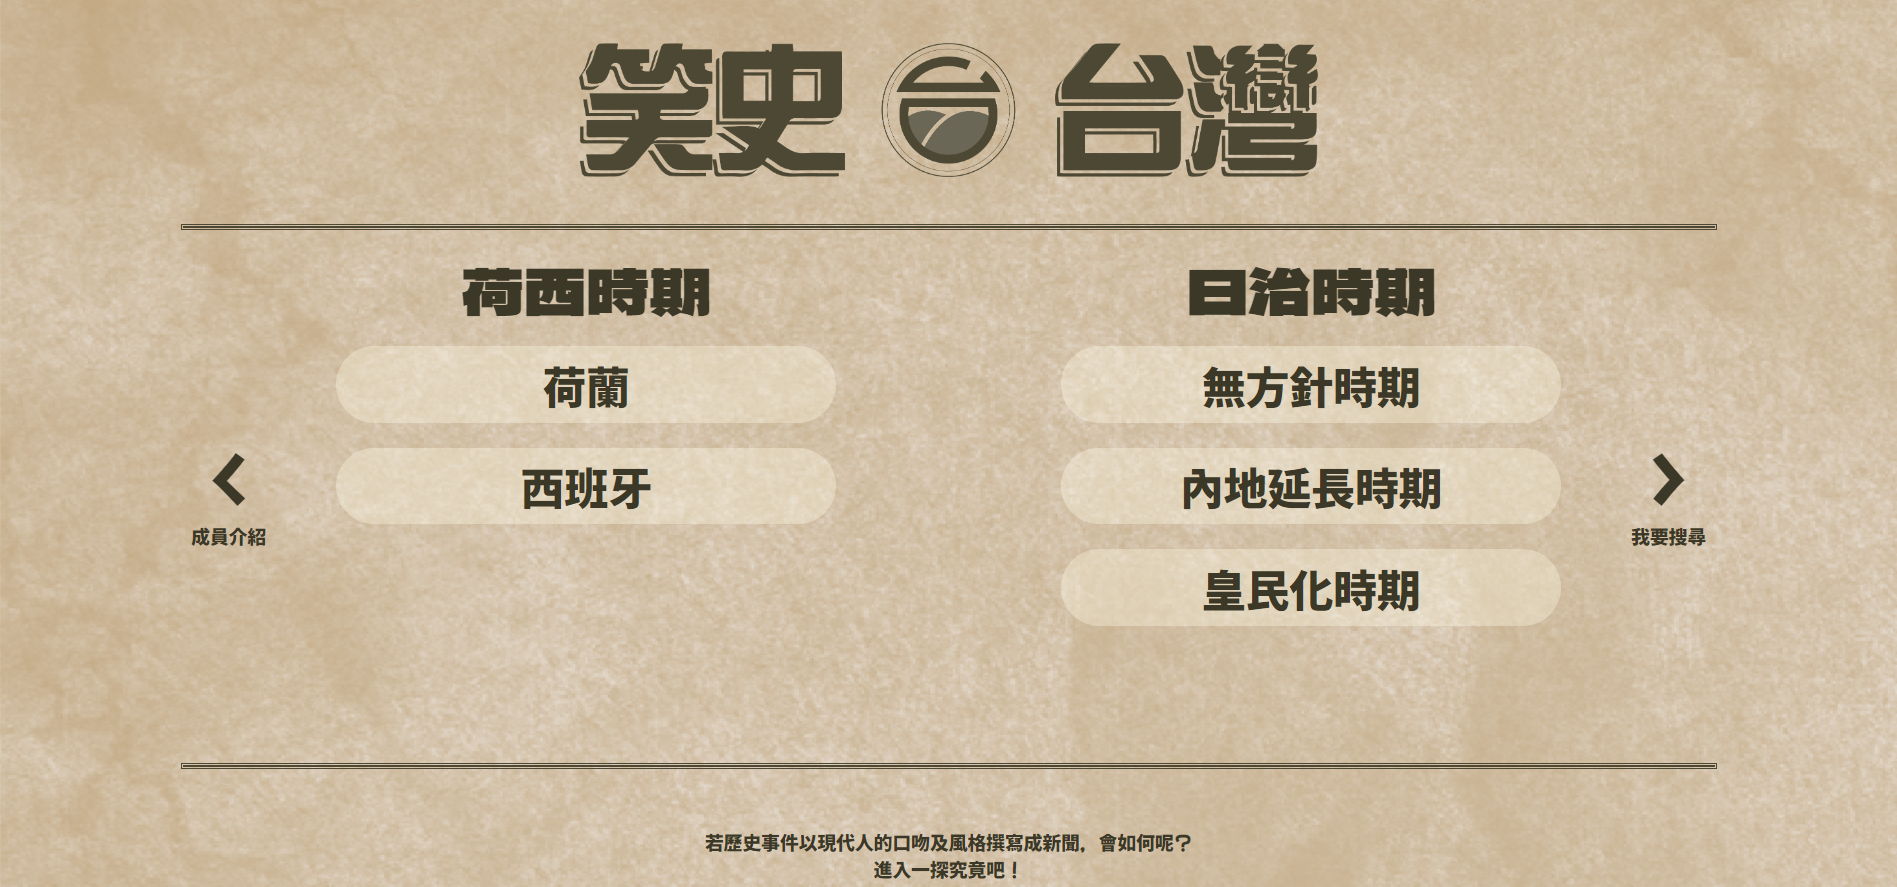 笑史 台灣
荷西時期
荷蘭
西班牙
日治時期
無方針時期
內地延長時期
皇民化時期
成員介紹
我要搜尋
若歷史事件以現代人的口吻及風格撰寫成新聞，會如何呢？
進入一探究竟吧！